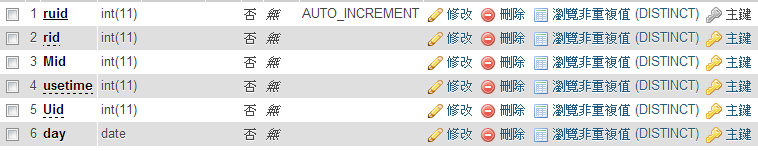 1 ruid int(11) 否 無 AUTO_INCREMENT 修改 刪除 瀏覽非重複值 (DISTINCT) 主鍵
2 rid int(11) 否 無 修改 刪除 瀏覽非重複值 (DISTINCT) 主鍵
3 Mid int(11) 否 無 修改 刪除 瀏覽非重複值 (DISTINCT) 主鍵
4 usetime int(11) 否 無 修改 刪除 瀏覽非重複值 (DISTINCT) 主鍵
5 Uid int(11) 否 無 修改 刪除 瀏覽非重複值 (DISTINCT) 主鍵
6 day date 否 無 修改 刪除 瀏覽非重複值 (DISTINCT) 主鍵